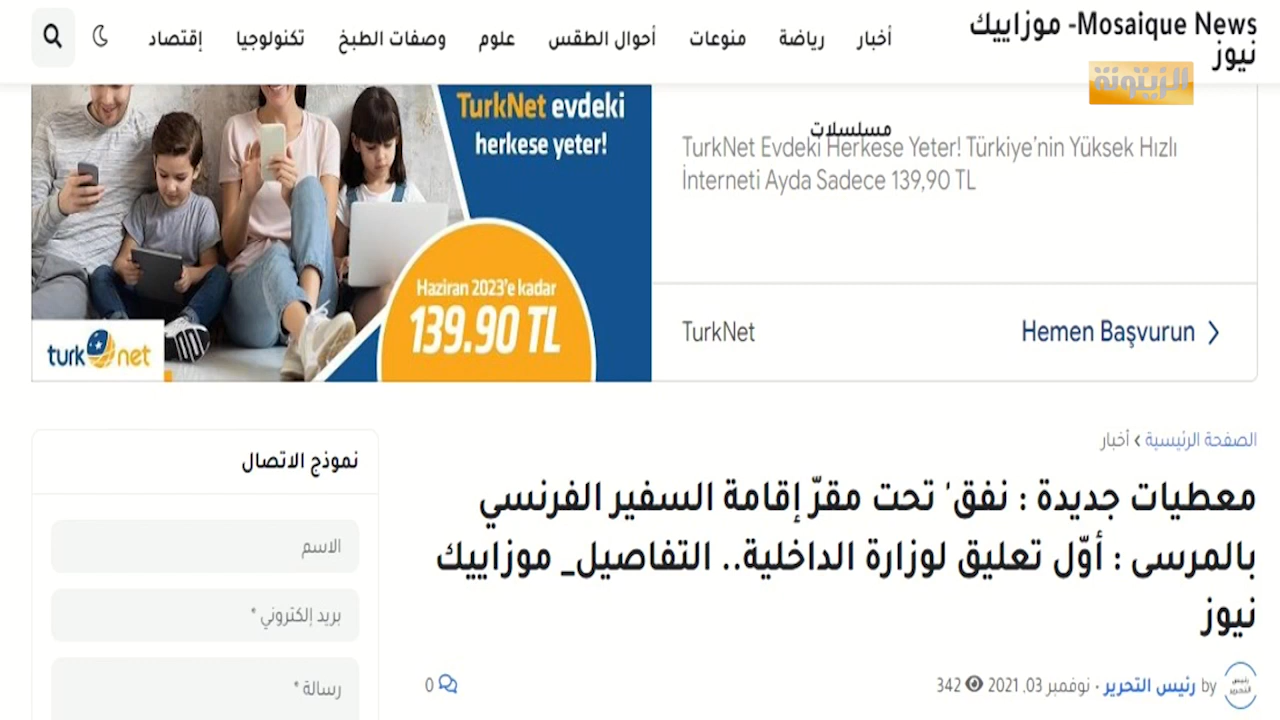 Mosaique News- موزاييك
نيوز
أخبار
رياضة
منوعات
أحوال الطقس
علوم
وصفات الطبخ
تكنولوجيا
إقتصاد
الزيتونة
مسلسلات
TurkNet evdeki
herkese yeter!
Haziran 2023'e kadar
139.90 TL
turk net
TurkNet Evdeki Herkese Yeter! Türkiye'nin Yüksek Hızlı
İnterneti Ayda Sadece 139,90 TL
TurkNet
Hemen Başvurun
الصفحة الرئيسية › أخبار
معطيات جديدة : نفق' تحت مقرّ إقامة السفير الفرنسي
بالمرسى : أوّل تعليق لوزارة الداخلية.. التفاصيل_ موزاييك
نيوز
رئيس
التحرير
by رئيس التحرير · نوفمبر 03, 2021 342
0
نموذج الاتصال
الاسم
بريد إلكتروني *
رسالة *